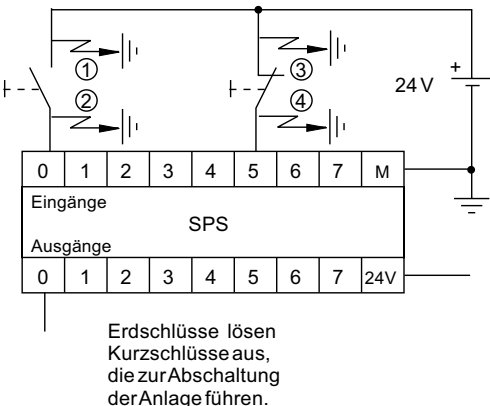 ① ③
② ④
24 V
+
0 1 2 3 4 5 6 7 M
Eingänge
SPS
Ausgänge
0 1 2 3 4 5 6 7 24V
Erdschlüsse lösen
Kurzschlüsse aus,
die zur Abschaltung
der Anlage führen.